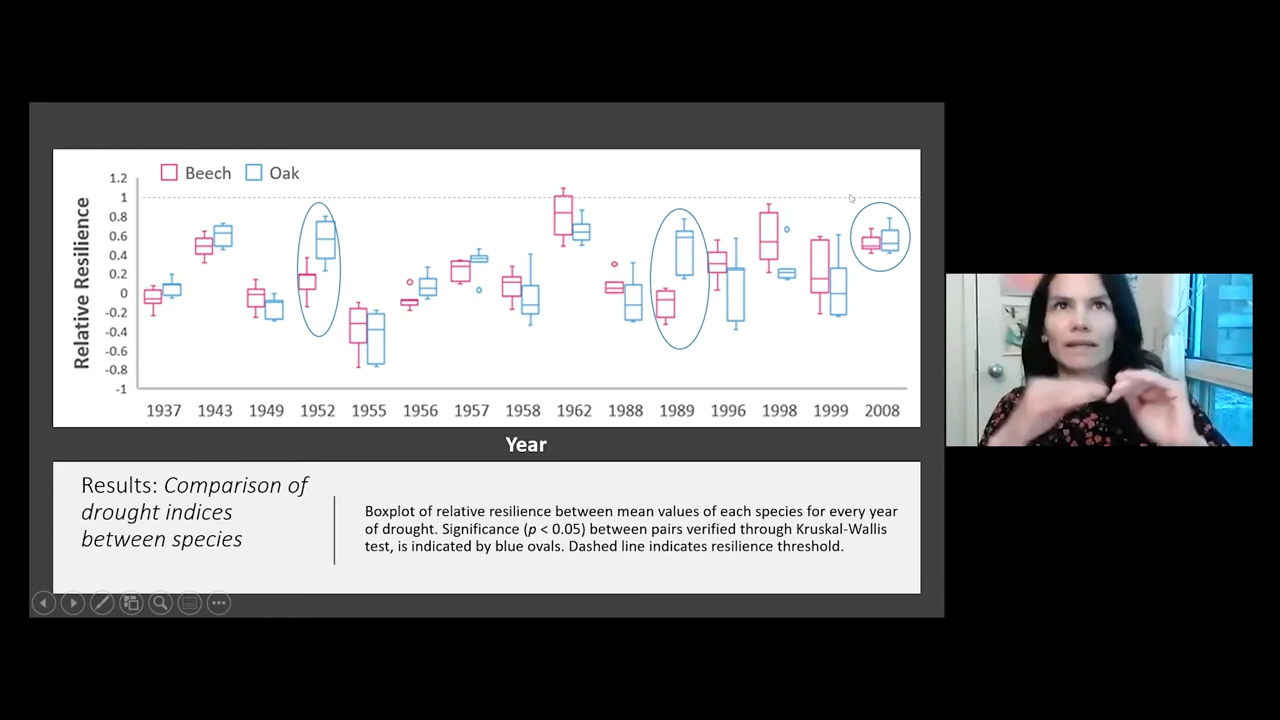 Beech Oak
1.2
1
0.8
0.6
0.4
0.2
0
-0.2
-0.4
-0.6
-0.8
-1
Relative Resilience
1937 1943 1949 1952 1955 1956 1957 1958 1962 1988 1989 1996 1998 1999 2008
Year
Results: Comparison of
drought indices
between species
Boxplot of relative resilience between mean values of each species for every year
of drought. Significance (p < 0.05) between pairs verified through Kruskal-Wallis
test, is indicated by blue ovals. Dashed line indicates resilience threshold.